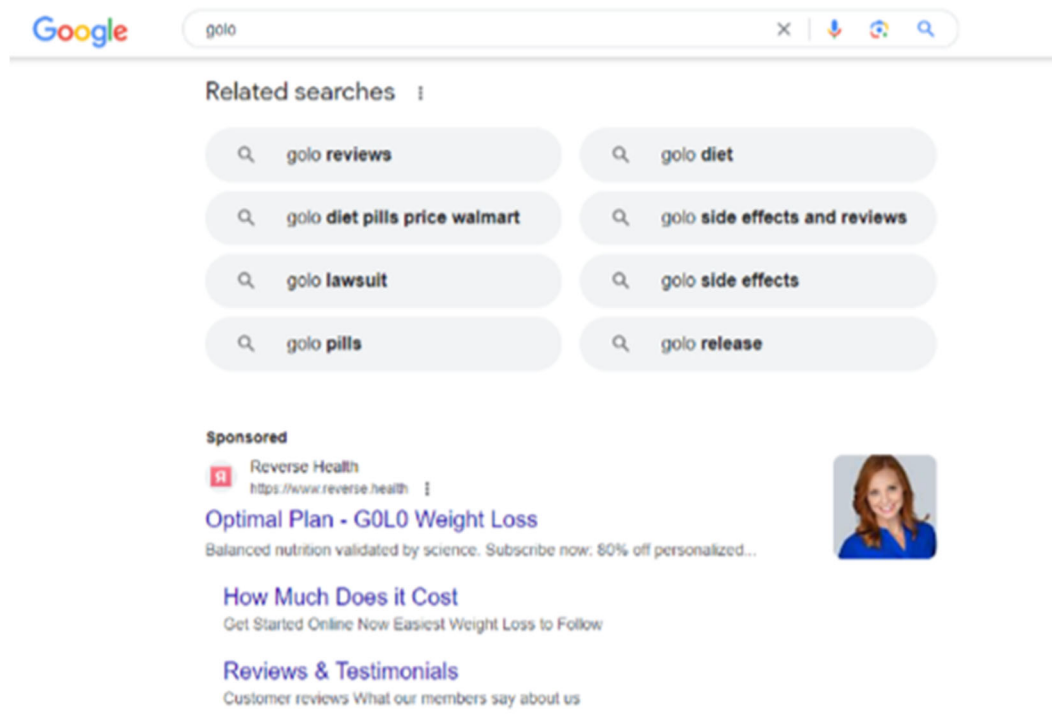 Google
golo
Related searches
golo reviews
golo diet
golo diet pills price walmart
golo side effects and reviews
golo lawsuit
golo side effects
golo pills
golo release
Sponsored
Я
Reverse Health
https://www.reverse.health
Optimal Plan - G0L0 Weight Loss
Balanced nutrition validated by science. Subscribe now: 80% off personalized...
How Much Does it Cost
Get Started Online Now Easiest Weight Loss to Follow
Reviews & Testimonials
Customer reviews What our members say about us